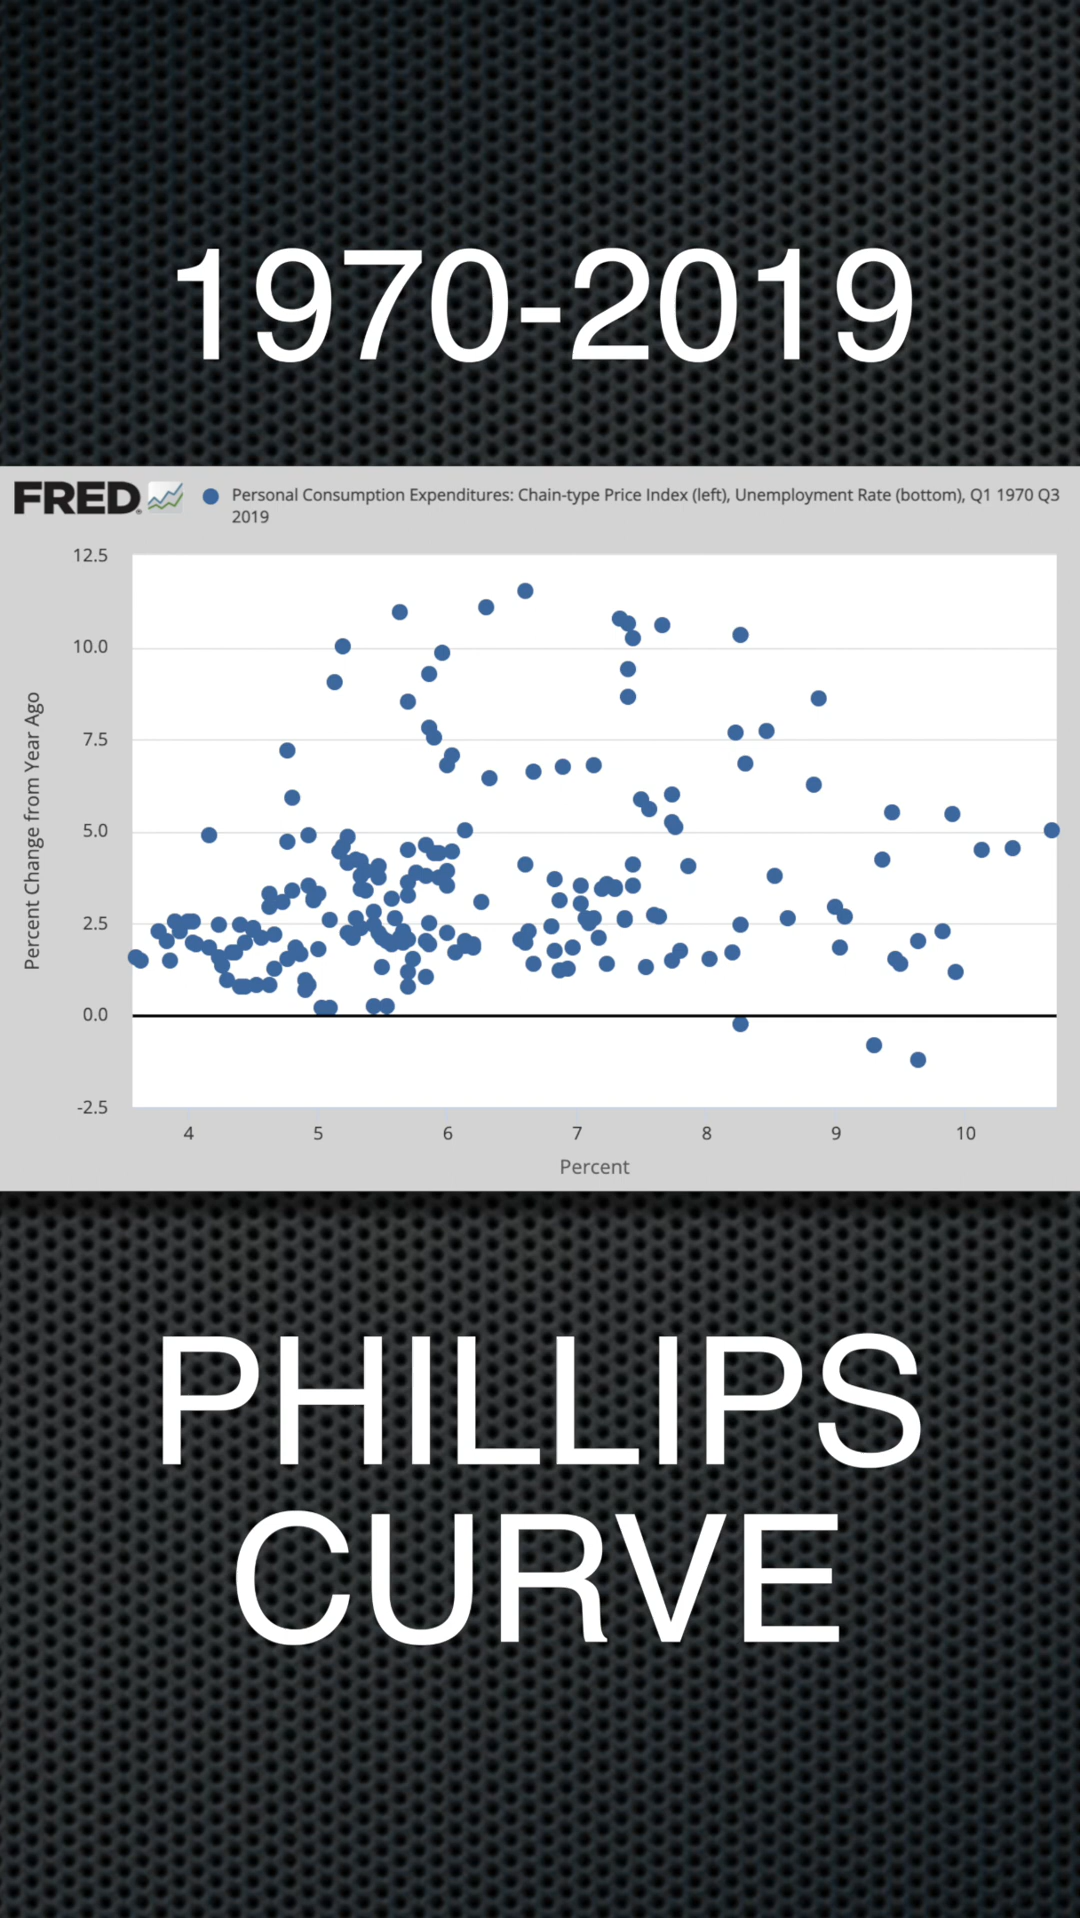 1970-2019
FRED
Personal Consumption Expenditures: Chain-type Price Index (left), Unemployment Rate (bottom), Q1 1970 Q3
2019
12.5
10.0
7.5
5.0
2.5
0.0
-2.5
Percent Change from Year Ago
4 5 6 7 8 9 10
Percent
PHILLIPS
CURVE